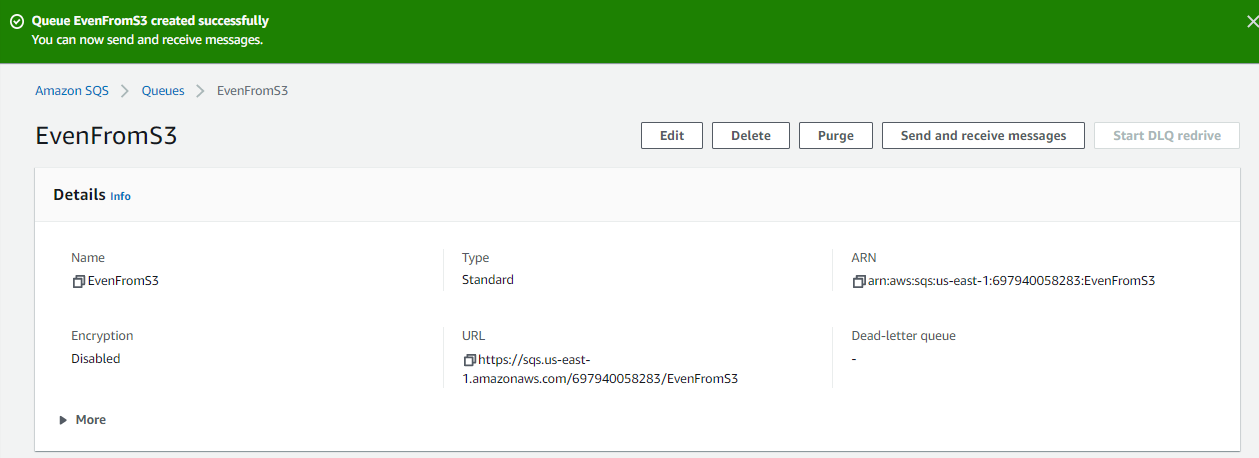 Queue EvenFromS3 created successfully
You can now send and receive messages.
Amazon SQS
Queues
EvenFromS3
EvenFromS3
Edit
Delete
Purge
Send and receive messages
Start DLQ redrive
Details Info
Name
EvenFromS3
Type
Standard
ARN
arn:aws:sqs:us-east-1:697940058283:EvenFromS3
Encryption
Disabled
URL
https://sqs.us-east-
1.amazonaws.com/697940058283/EvenFromS3
Dead-letter queue
-
More